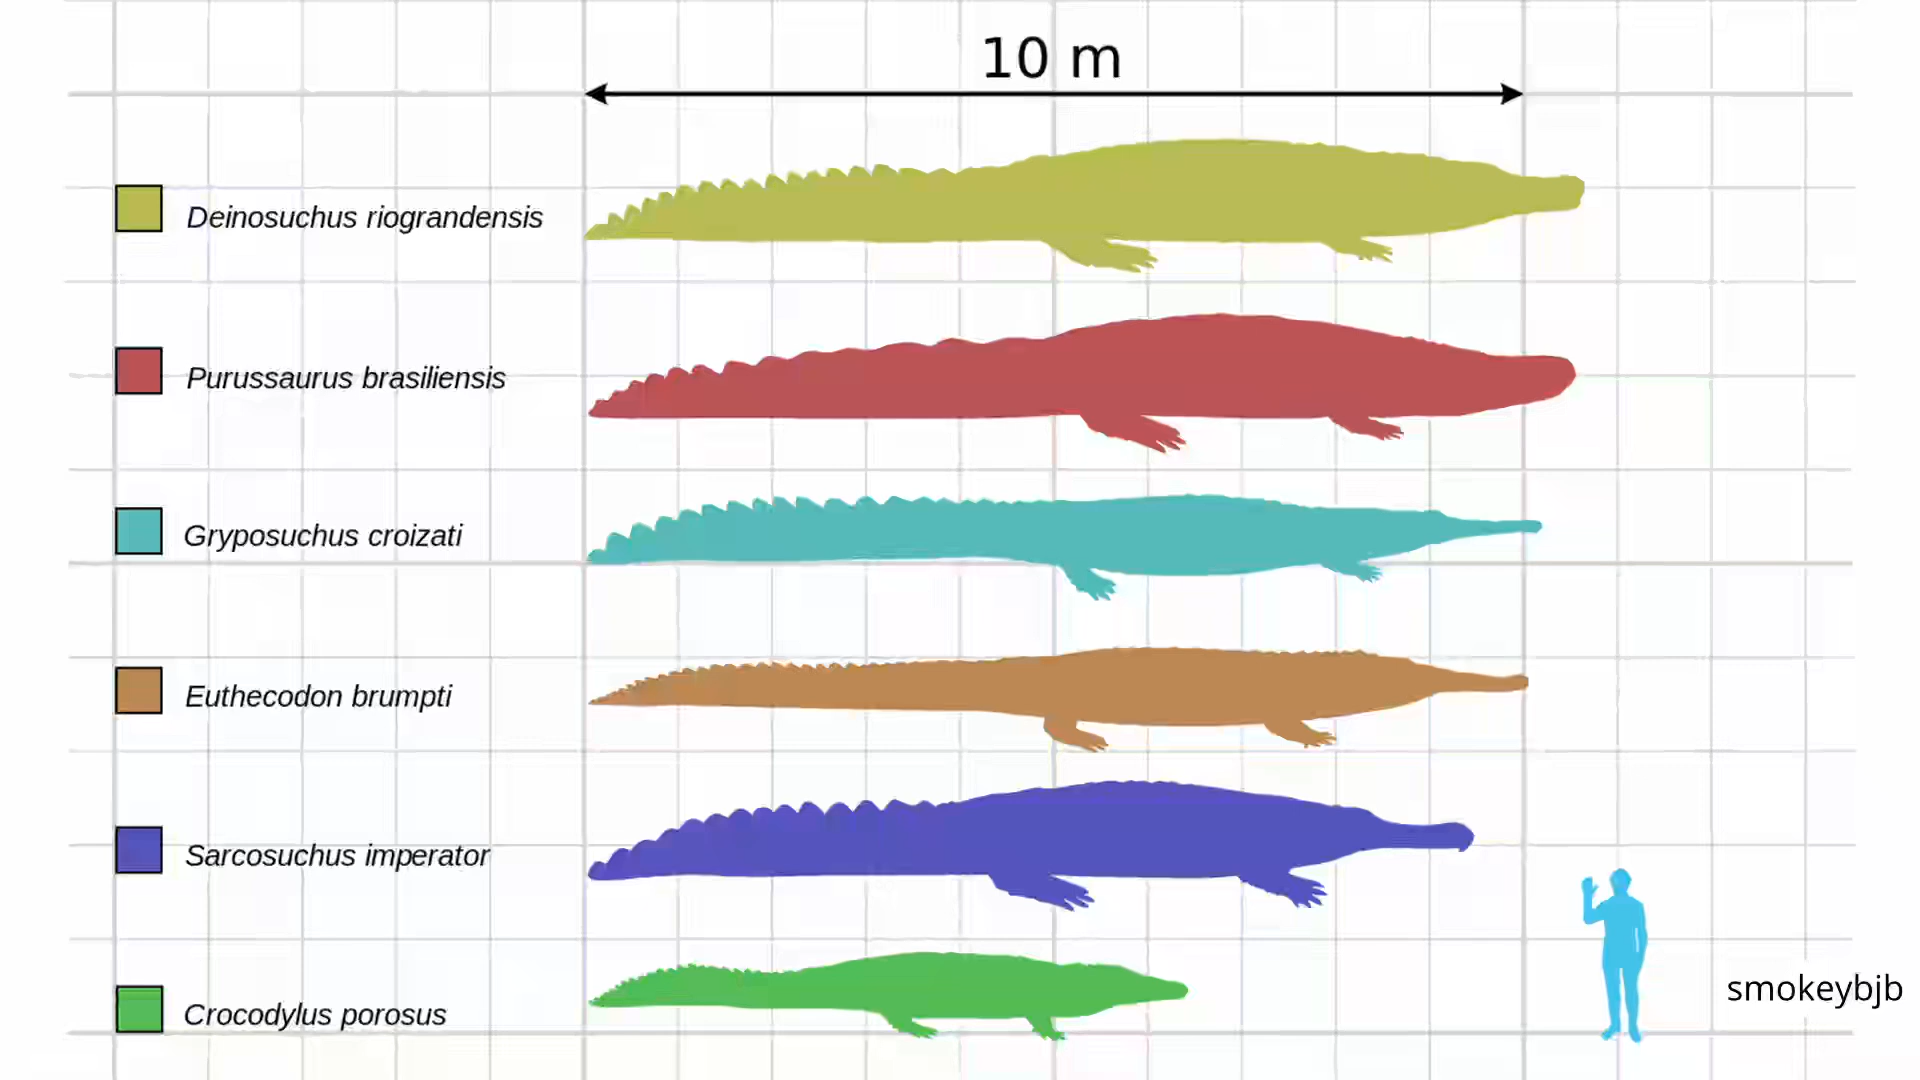 10 m
Deinosuchus riograndensis
Purussaurus brasiliensis
Gryposuchus croizati
Euthecodon brumpti
Sarcosuchus imperator
Crocodylus porosus
smokeybjb